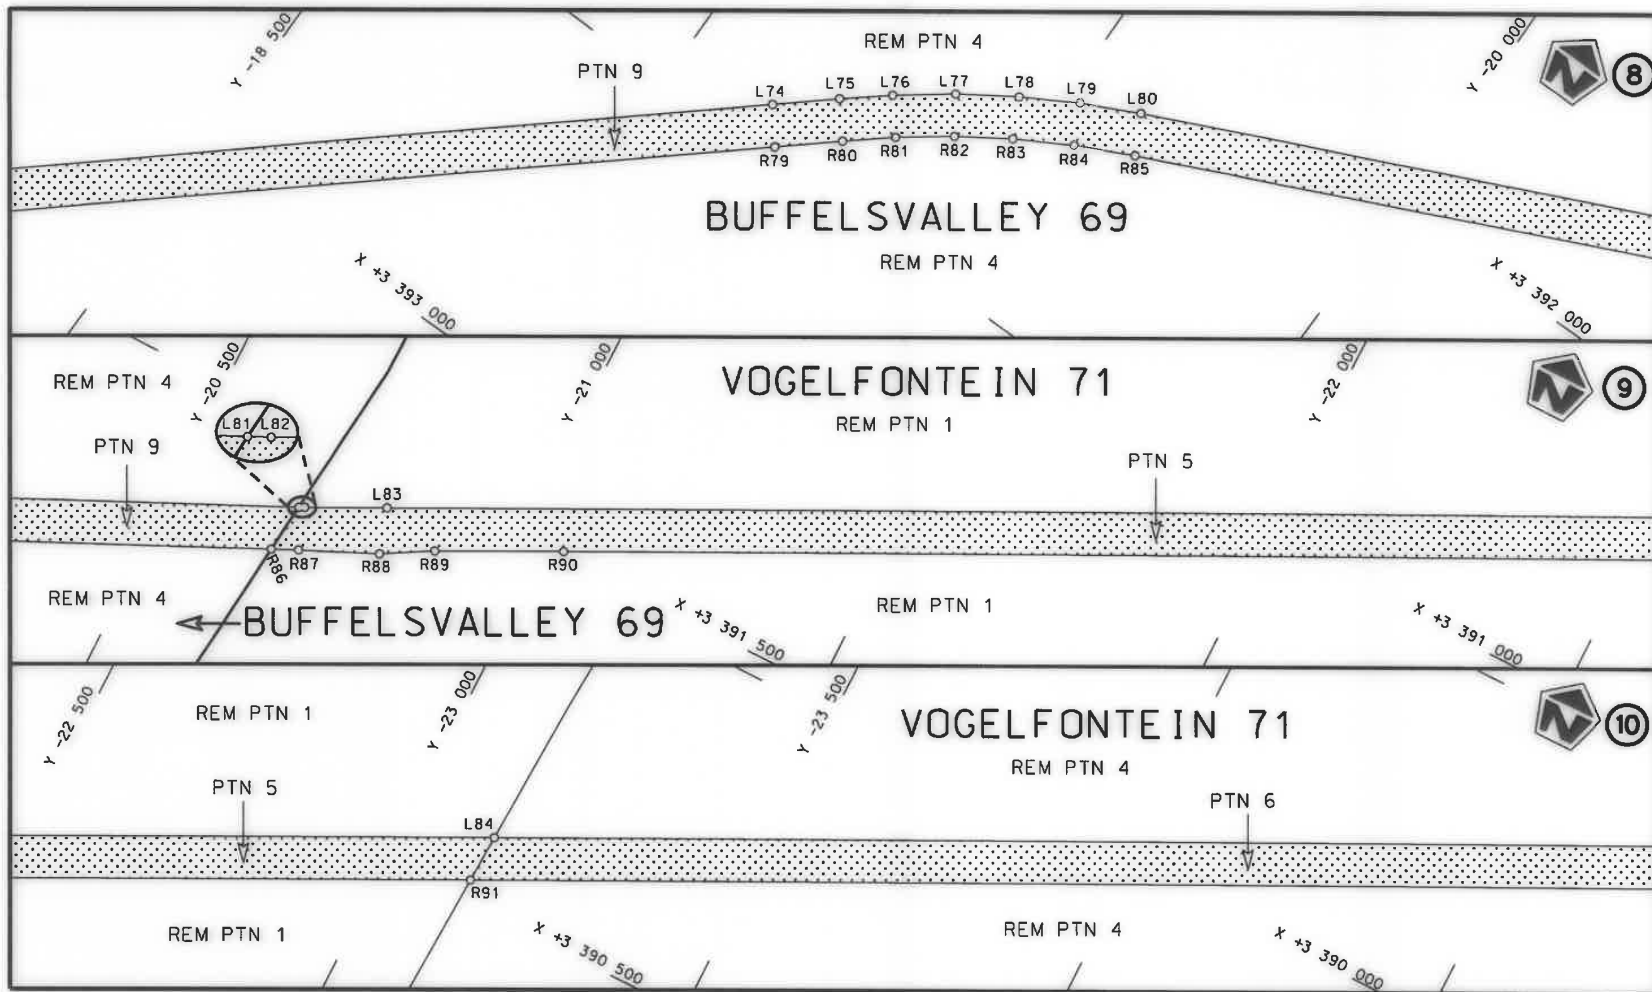 Y -18 500
REM PTN 4
Y -20 000
8
PTN 9
L74 L75 L76 L77 L78 L79 L80
R79 R80 R81 R82 R83 R84 R85
BUFFELSVALLEY 69
REM PTN 4
X +3 393 000
X +3 392 000
REM PTN 4
Y -20 500
Y -21 000
VOGELFONTEIN 71
REM PTN 1
Y -22 000
9
L81 L82
PTN 9
PTN 5
L83
R86 R87 R88 R89 R90
REM PTN 4
BUFFELSVALLEY 69
X +3 391 500
REM PTN 1
X +3 391 000
Y -22 500
REM PTN 1
Y -23 000
Y -23 500
VOGELFONTEIN 71
REM PTN 4
10
PTN 5
PTN 6
L84
R91
REM PTN 1
X +3 390 500
REM PTN 4
X +3 390 000